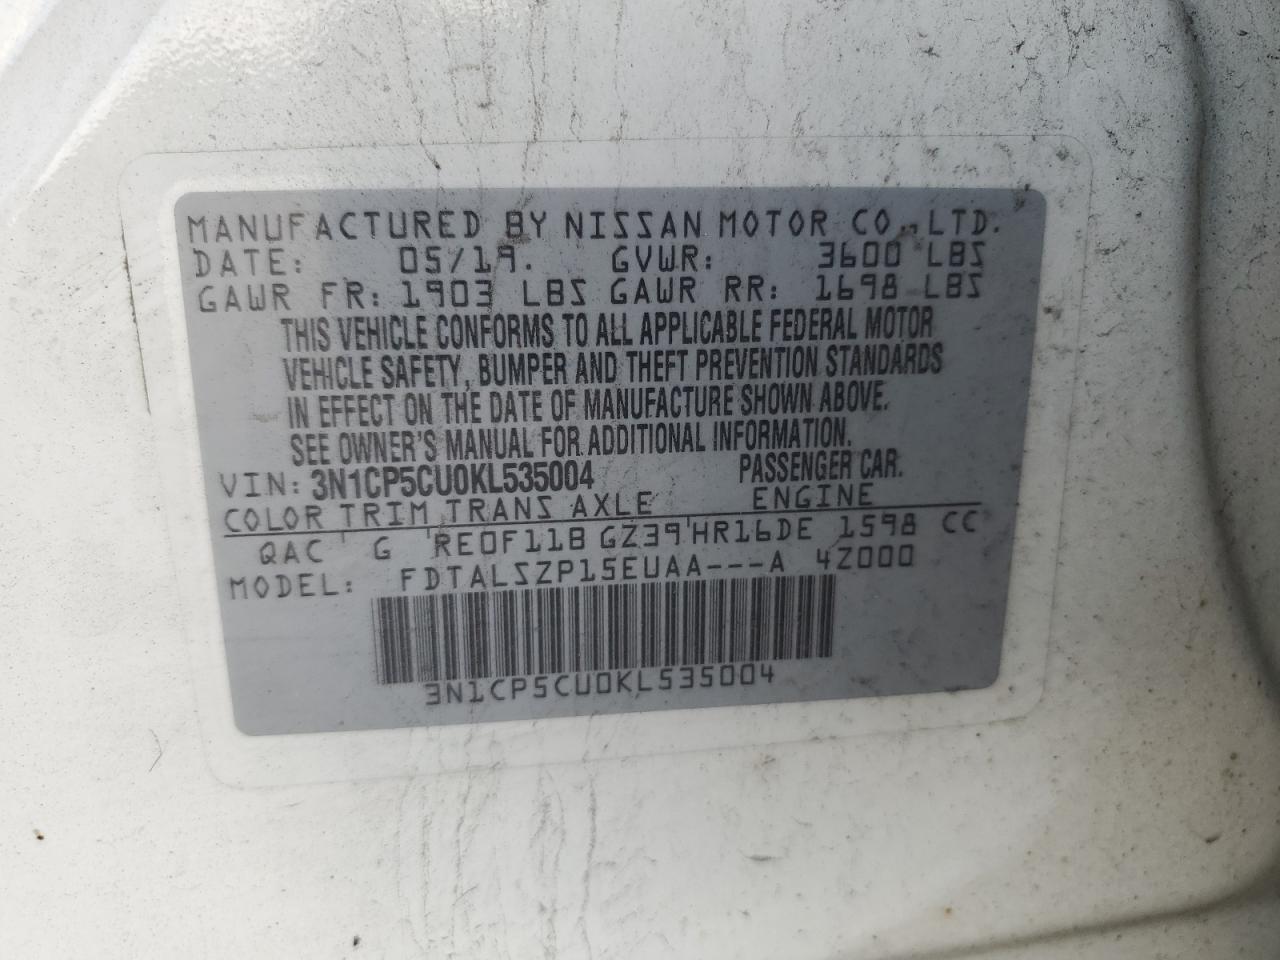 MANUFACTURED BY NISSAN MOTOR CO., LTD.
DATE: 05/19. GVWR: 3600 LBS
GAWR FR: 1903 LBS GAWR RR: 1698 LBS
THIS VEHICLE CONFORMS TO ALL APPLICABLE FEDERAL MOTOR
VEHICLE SAFETY, BUMPER AND THEFT PREVENTION STANDARDS
IN EFFECT ON THE DATE OF MANUFACTURE SHOWN ABOVE.
SEE OWNER'S MANUAL FOR ADDITIONAL INFORMATION.
VIN: 3N1CP5CU0KL535004 PASSENGER CAR.
COLOR TRIM TRANS AXLE ENGINE
QAC ' G 'RE0F11B GZ39'HR16DE 1598 CC
MODEL: FDTALSZP15EUAA---A 4Z000
3N1CP5CU0KL535004